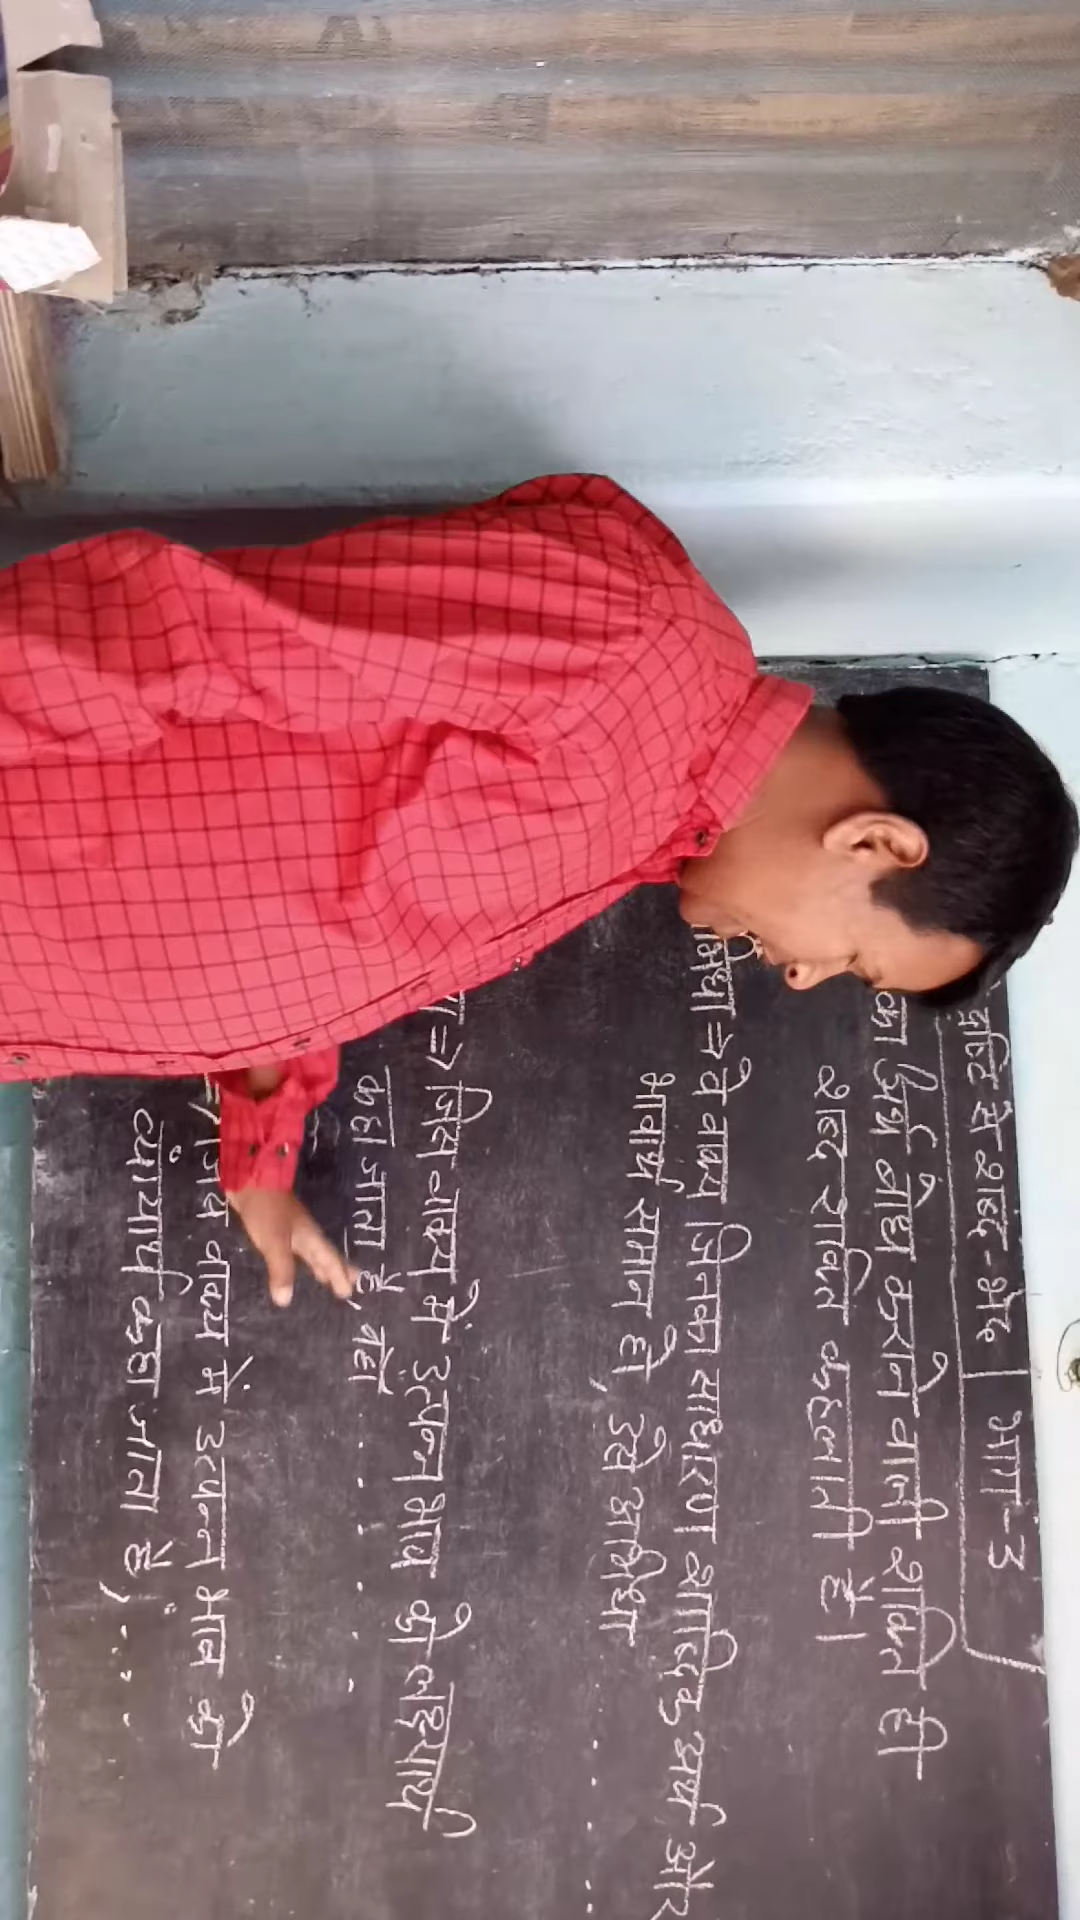 दृष्टि से शब्द-भेद | भाग-3
का अर्थ बोध कराने वाली शक्ति ही
शब्द शक्ति कहलाती है।
भिधा => वे वाक्य जिनका साधारण शाब्दिक अर्थ और
भावार्थ समान हो, उसे अभिधा .....
=> जिस वाक्य में उत्पन्न भाव को लक्ष्यार्थ
कहा जाता है, वहाँ ......
=> जिस वाक्य में उत्पन्न भाव को
व्यंग्यार्थ कहा जाता है, ......